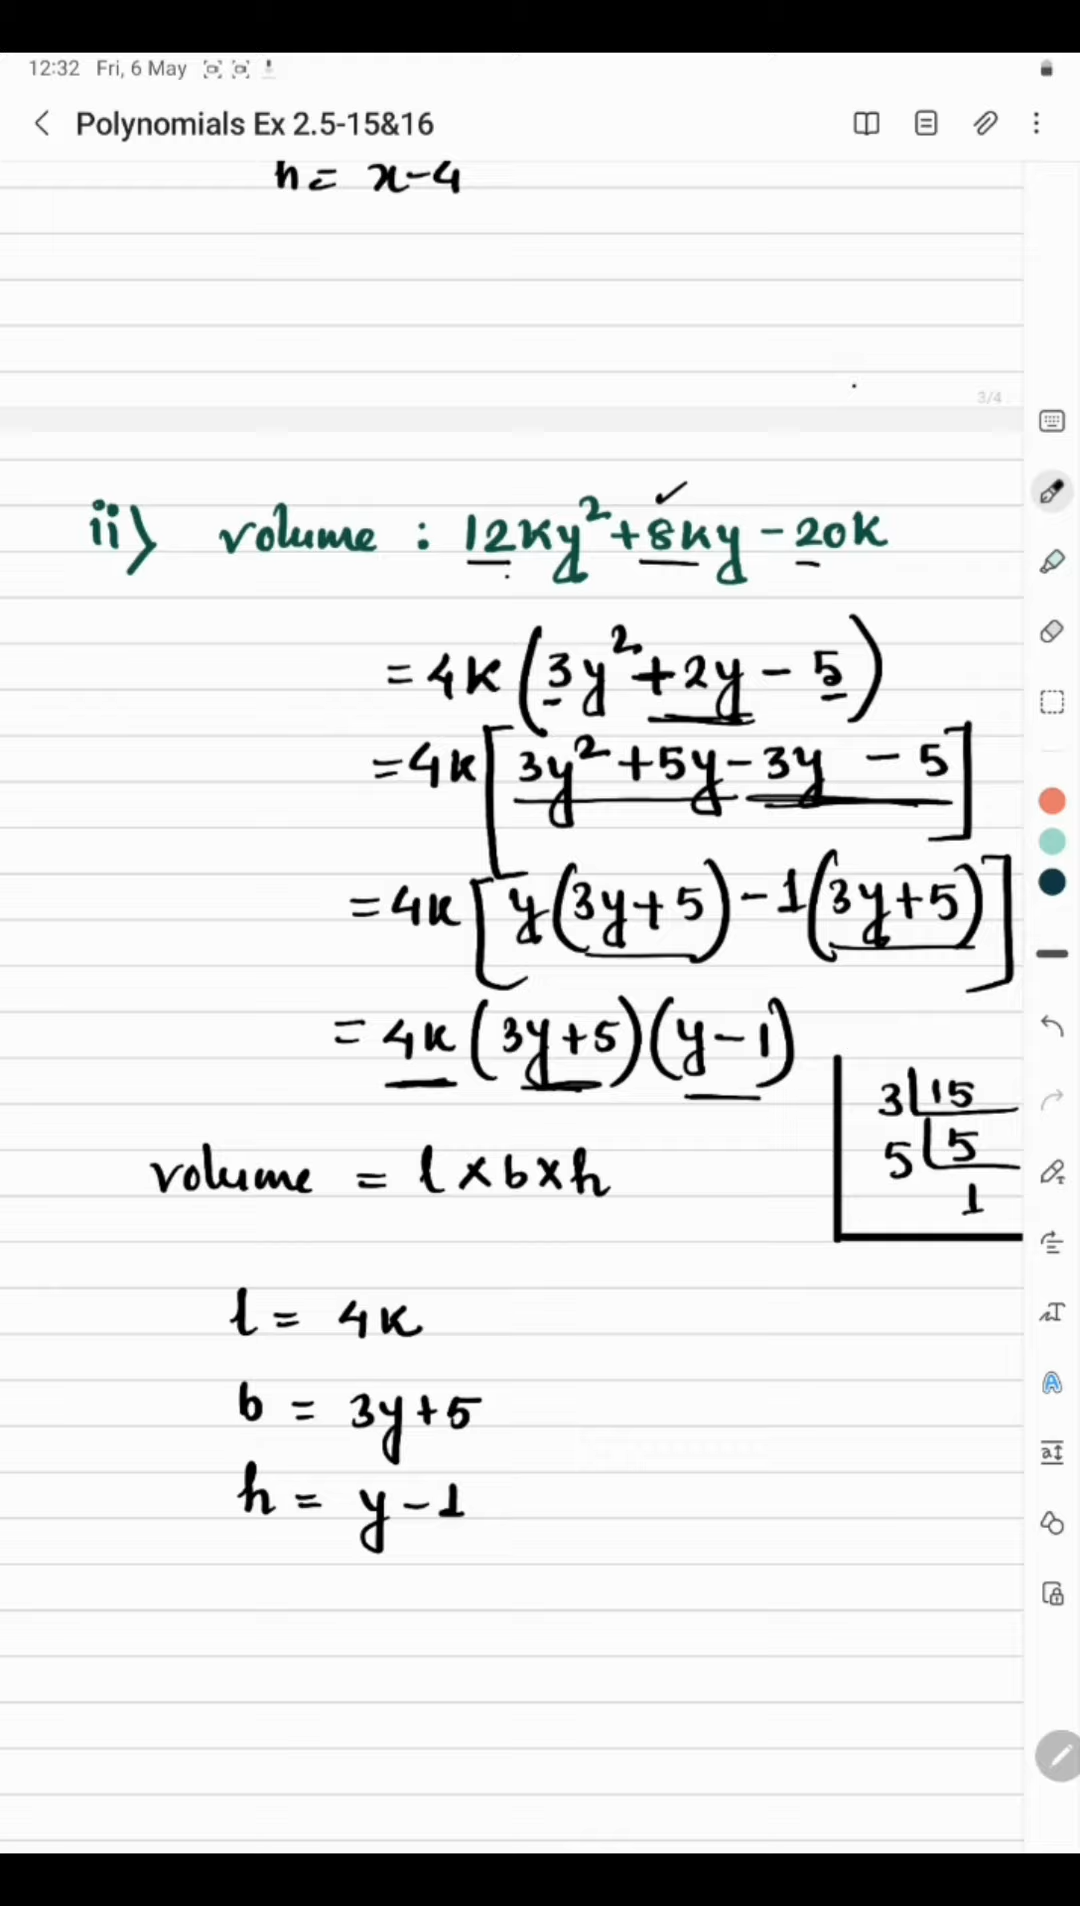 12:32 Fri, 6 May
Polynomials Ex 2.5-15&16
h = x-4
3/4
ii) volume : 12ky² + 8ky - 20k
= 4k (3y² + 2y - 5)
= 4k [3y² + 5y - 3y - 5]
= 4k [y(3y+5) - 1(3y+5)]
= 4k (3y+5)(y-1)
3 15
5 5
1
volume = l × b × h
l = 4k
b = 3y+5
h = y-1